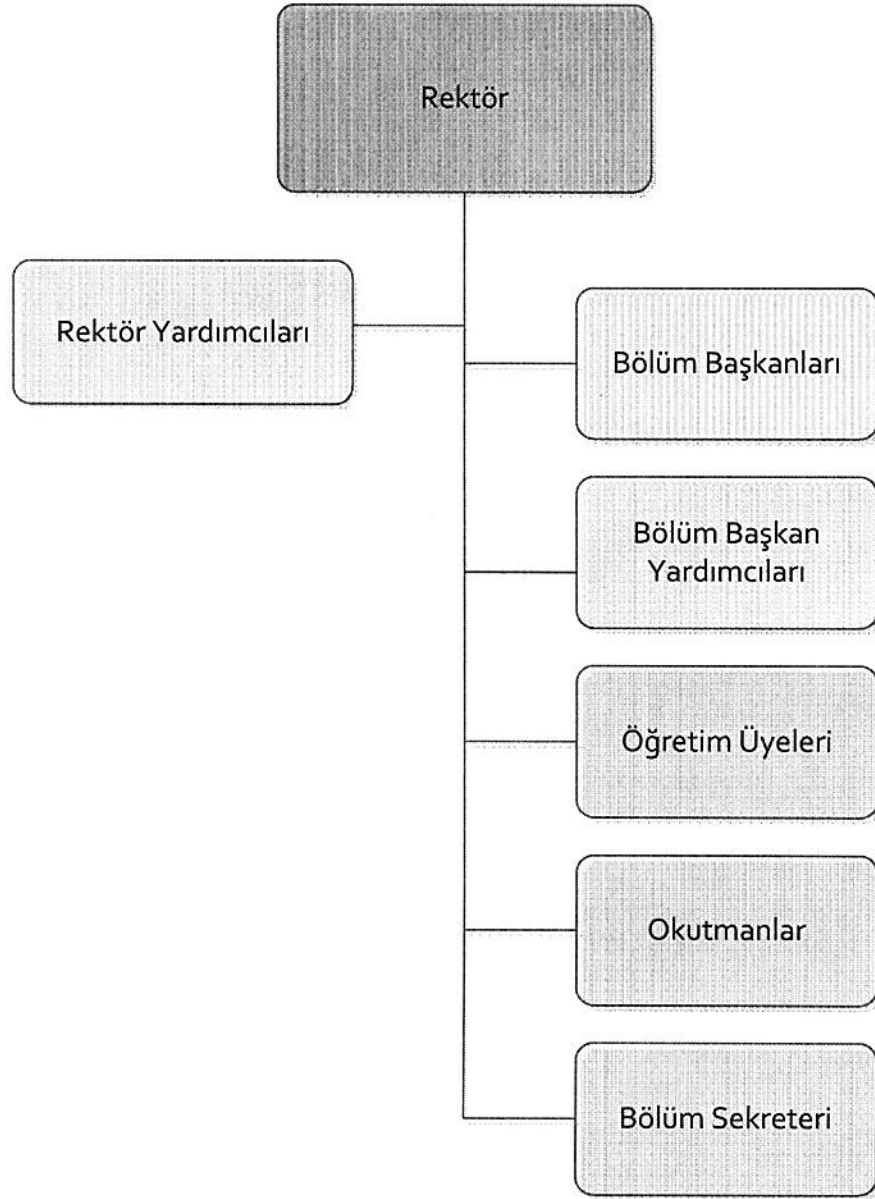 Rektör
Rektör Yardımcıları
Bölüm Başkanları
Bölüm Başkan
Yardımcıları
Öğretim Üyeleri
Okutmanlar
Bölüm Sekreteri